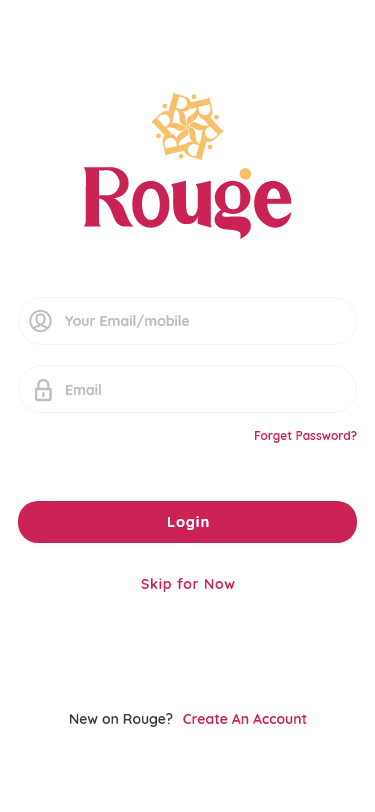 Rouge
Your Email/mobile
Email
Forget Password?
Login
Skip for Now
New on Rouge? Create An Account